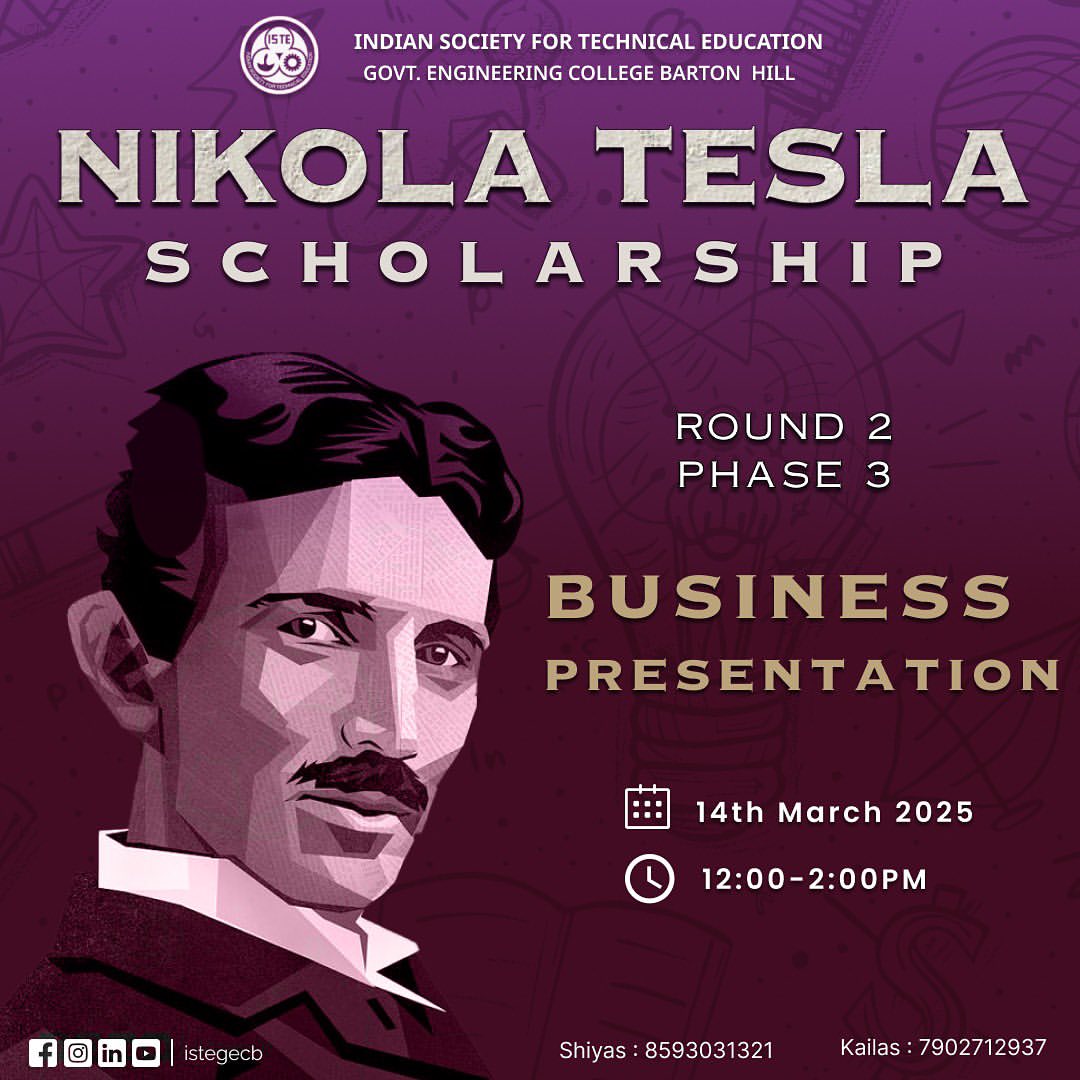 ISTE
INDIAN SOCIETY FOR TECHNICAL EDUCATION
GOVT. ENGINEERING COLLEGE BARTON HILL
NIKOLA TESLA
SCHOLARSHIP
ROUND 2
PHASE 3
BUSINESS
PRESENTATION
14th March 2025
12:00-2:00PM
istegecb
Shiyas : 8593031321
Kailas : 7902712937